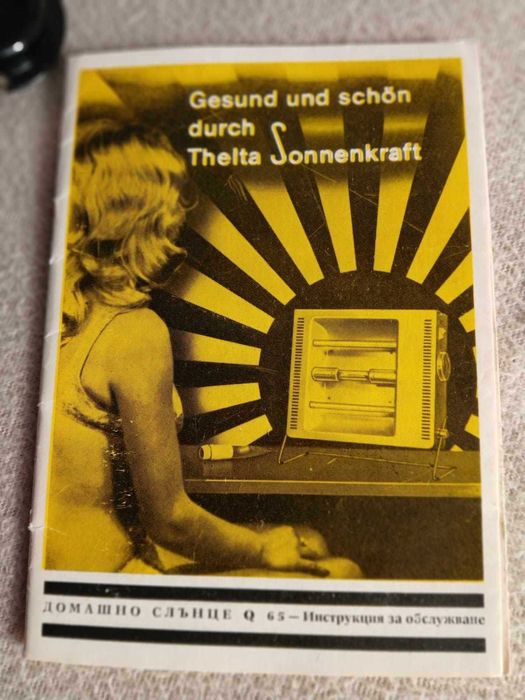 Gesund und schön
durch
Thelta Sonnenkraft
ДОМАШНО СЛЪНЦЕ Q 65 — Инструкция за обслужване